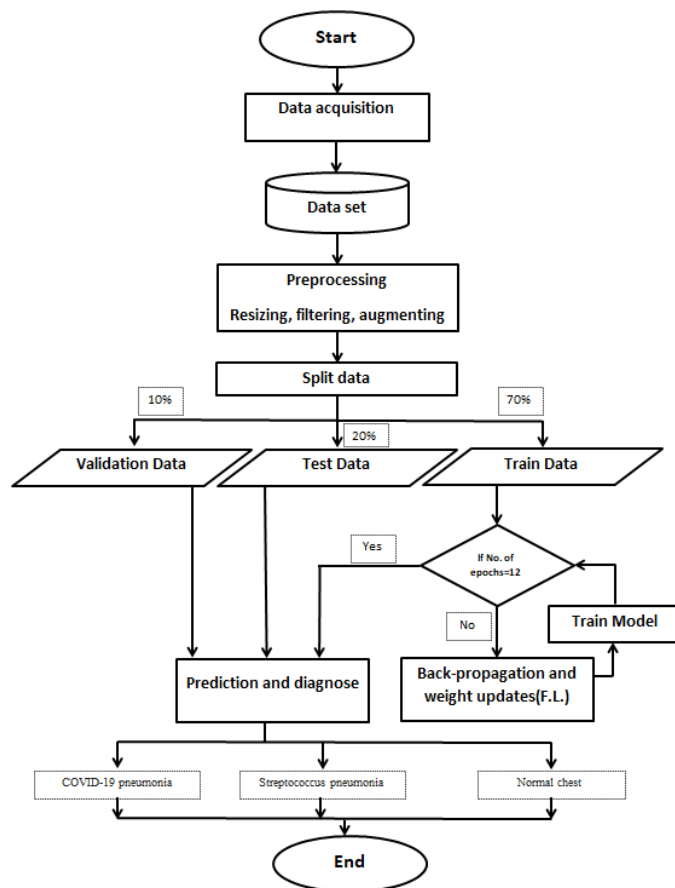 Start
Data acquisition
Data set
Preprocessing
Resizing, filtering, augmenting
Split data
10%
70%
20%
Validation Data
Test Data
Train Data
Yes
If No. of
epochs=12
No
Train Model
Back-propagation and
weight updates(F.L.)
Prediction and diagnose
COVID-19 pneumonia
Streptococcus pneumonia
Normal chest
End